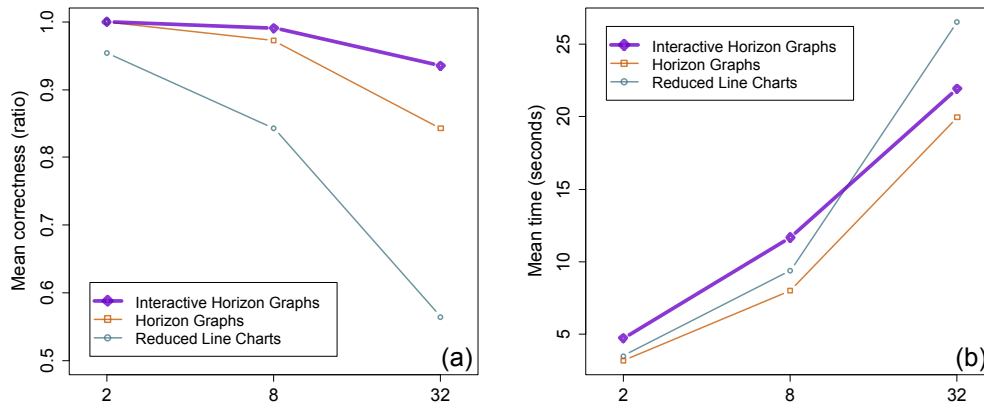 Mean correctness (ratio)
1.0
0.9
0.8
0.7
0.6
0.5
Interactive Horizon Graphs
Horizon Graphs
Reduced Line Charts
(a)
2 8 32
Mean time (seconds)
25
20
15
10
5
Interactive Horizon Graphs
Horizon Graphs
Reduced Line Charts
(b)
2 8 32